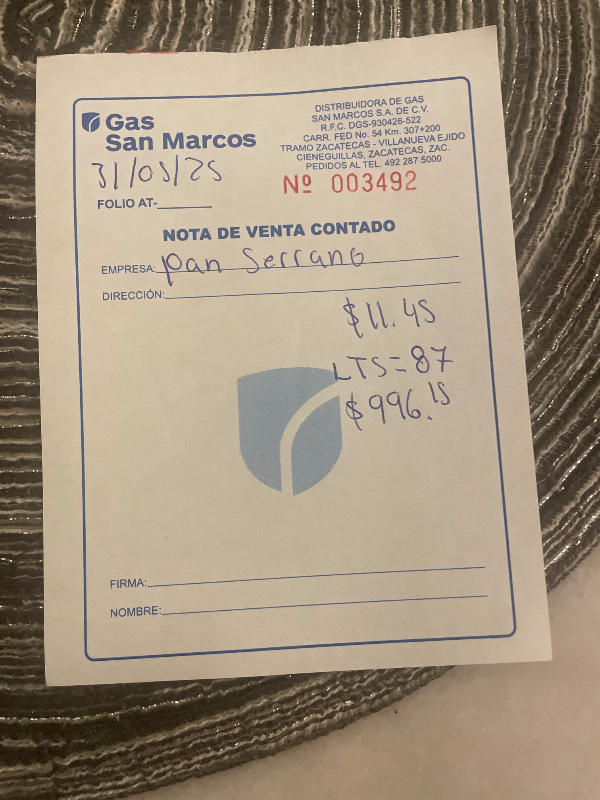 Gas
San Marcos
DISTRIBUIDORA DE GAS
SAN MARCOS S.A. DE C.V.
R.F.C. DGS-930426-522
CARR. FED No. 54 Km. 307+200
TRAMO ZACATECAS - VILLANUEVA EJIDO
CIENEGUILLAS, ZACATECAS, ZAC.
PEDIDOS AL TEL. 492 287 5000
31/05/25
Nº 003492
FOLIO AT-
NOTA DE VENTA CONTADO
EMPRESA: Pan Serrano
DIRECCIÓN:
$11.45
LTS=87
$996.15
FIRMA:
NOMBRE: